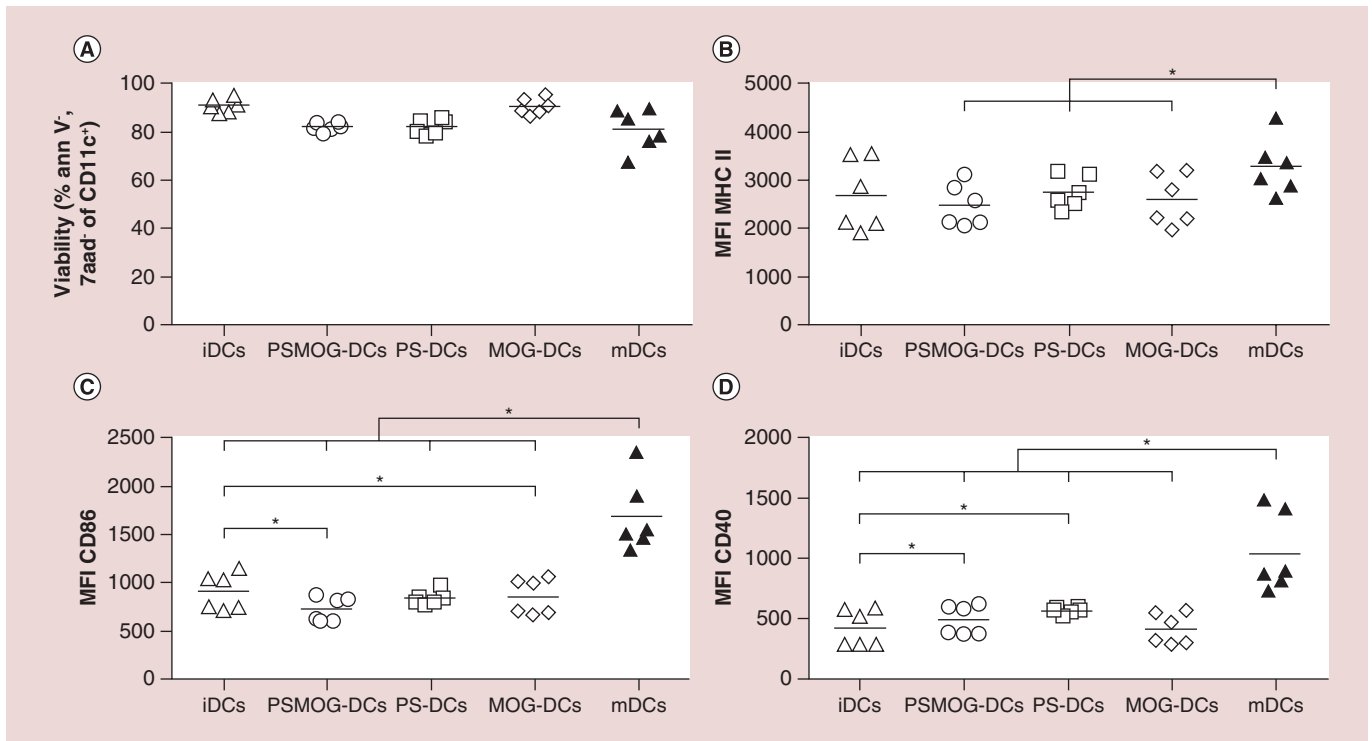 A
Viability (% ann V-,
7aad- of CD11c+)
100
80
60
40
20
0
iDCs PSMOG-DCs PS-DCs MOG-DCs mDCs
B
MFI MHC II
5000
4000
3000
2000
1000
0
*
iDCs PSMOG-DCs PS-DCs MOG-DCs mDCs
C
MFI CD86
2500
2000
1500
1000
500
0
*
*
*
iDCs PSMOG-DCs PS-DCs MOG-DCs mDCs
D
MFI CD40
2000
1500
1000
500
0
*
*
*
iDCs PSMOG-DCs PS-DCs MOG-DCs mDCs